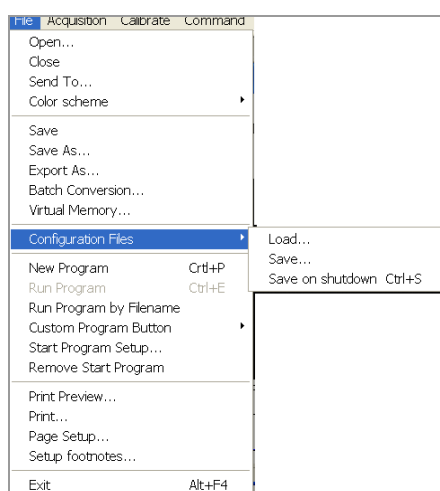 File Acquisition Calibrate Command
Open...
Close
Send To...
Color scheme
Save
Save As...
Export As...
Batch Conversion...
Virtual Memory...
Configuration Files
Load...
Save...
Save on shutdown Ctrl+S
New Program Crtl+P
Run Program Ctrl+E
Run Program by Filename
Custom Program Button
Start Program Setup...
Remove Start Program
Print Preview...
Print...
Page Setup...
Setup footnotes...
Exit Alt+F4